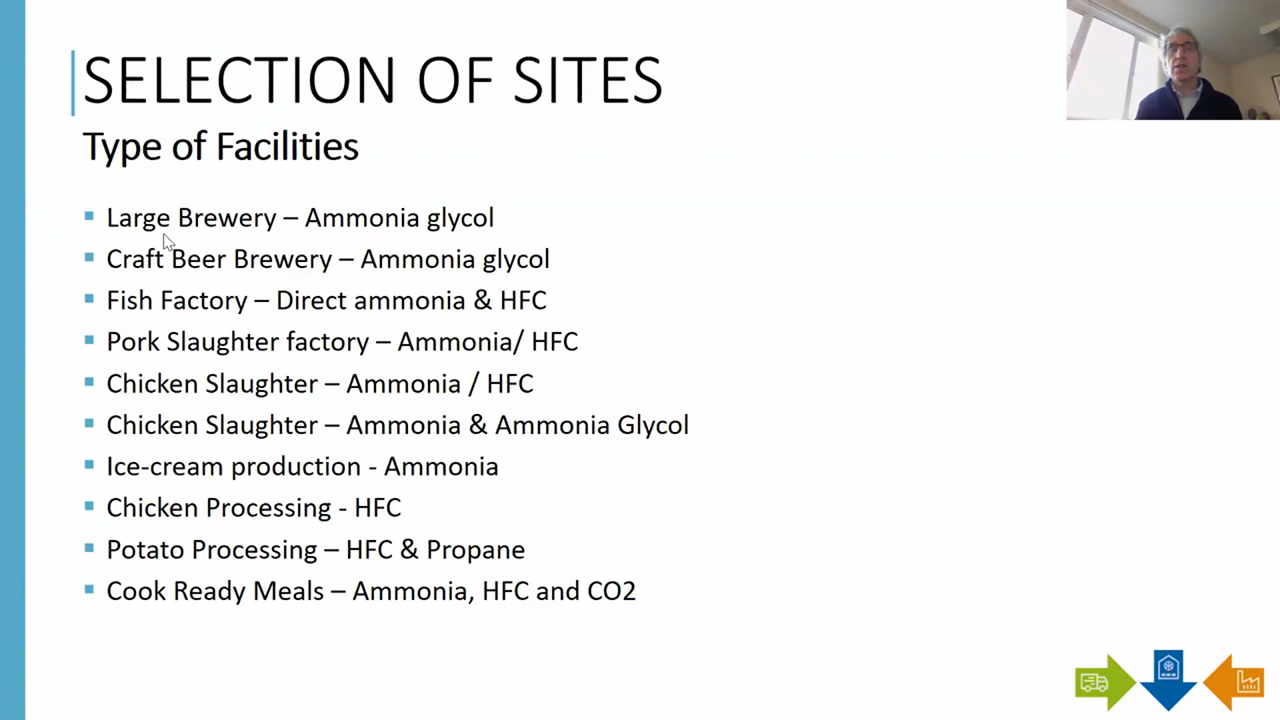 SELECTION OF SITES
Type of Facilities
Large Brewery – Ammonia glycol
Craft Beer Brewery – Ammonia glycol
Fish Factory – Direct ammonia & HFC
Pork Slaughter factory – Ammonia/ HFC
Chicken Slaughter – Ammonia / HFC
Chicken Slaughter – Ammonia & Ammonia Glycol
Ice-cream production - Ammonia
Chicken Processing - HFC
Potato Processing – HFC & Propane
Cook Ready Meals – Ammonia, HFC and CO2